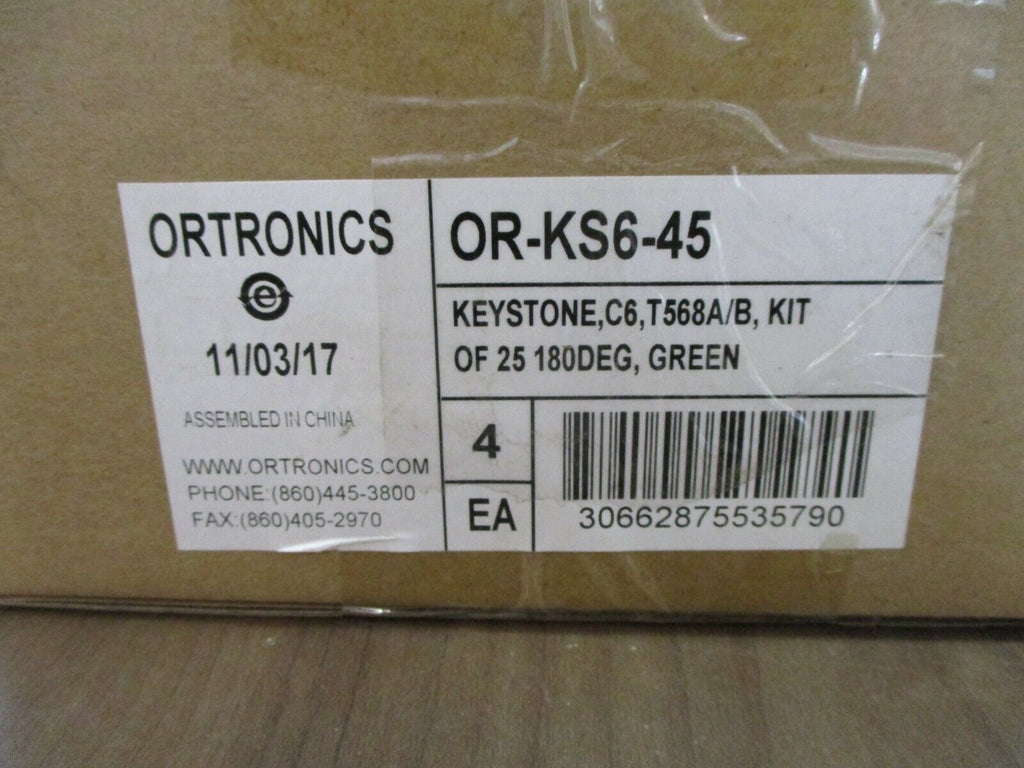 ORTRONICS
e
11/03/17
ASSEMBLED IN CHINA
WWW.ORTRONICS.COM
PHONE:(860)445-3800
FAX:(860)405-2970
OR-KS6-45
KEYSTONE,C6,T568A/B, KIT
OF 25 180DEG, GREEN
4
EA
30662875535790